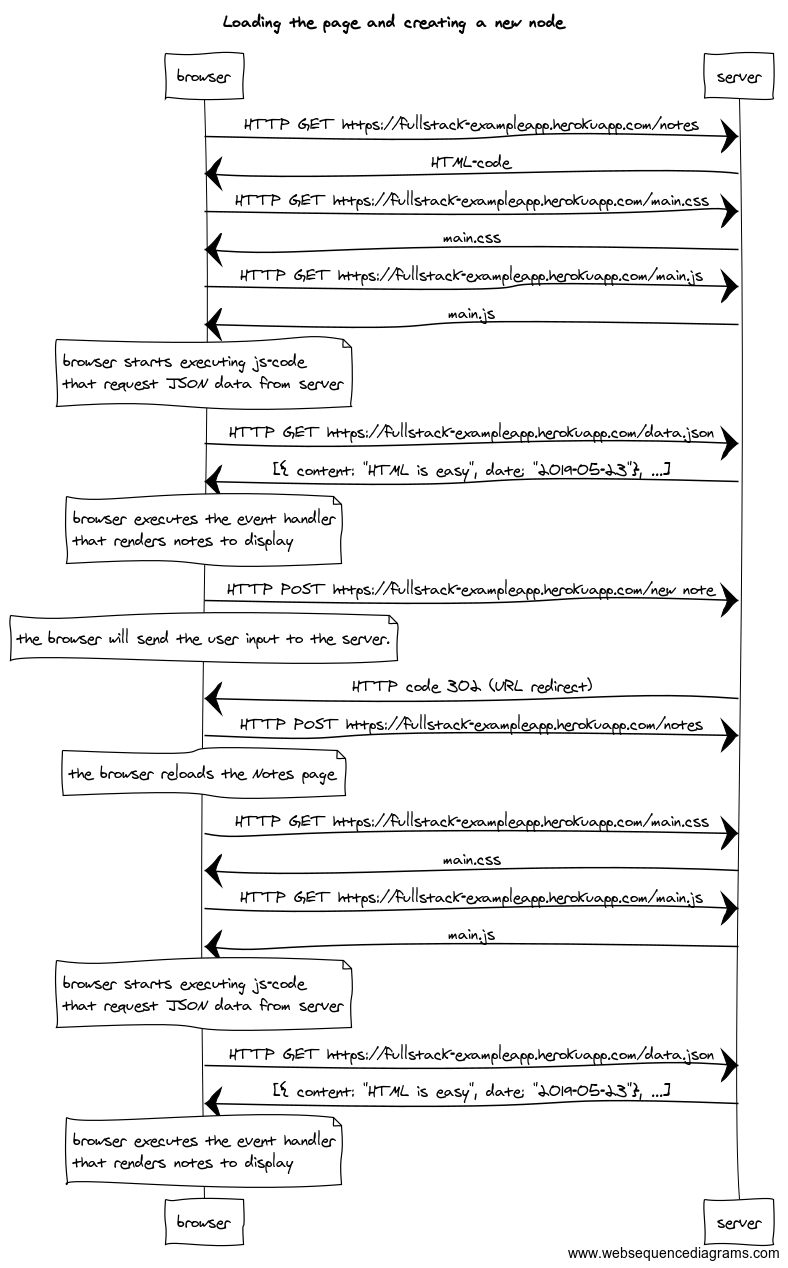 Loading the page and creating a new node
browser server
HTTP GET https://fullstack-exampleapp.herokuapp.com/notes
HTML-code
HTTP GET https://fullstack-exampleapp.herokuapp.com/main.css
main.css
HTTP GET https://fullstack-exampleapp.herokuapp.com/main.js
main.js
browser starts executing js-code
that request JSON data from server
HTTP GET https://fullstack-exampleapp.herokuapp.com/data.json
[{ content: "HTML is easy", date: "2019-05-23"}, ...]
browser executes the event handler
that renders notes to display
HTTP POST https://fullstack-exampleapp.herokuapp.com/new note
the browser will send the user input to the server.
HTTP code 302 (URL redirect)
HTTP POST https://fullstack-exampleapp.herokuapp.com/notes
the browser reloads the Notes page
HTTP GET https://fullstack-exampleapp.herokuapp.com/main.css
main.css
HTTP GET https://fullstack-exampleapp.herokuapp.com/main.js
main.js
browser starts executing js-code
that request JSON data from server
HTTP GET https://fullstack-exampleapp.herokuapp.com/data.json
[{ content: "HTML is easy", date: "2019-05-23"}, ...]
browser executes the event handler
that renders notes to display
browser server
www.websequencediagrams.com